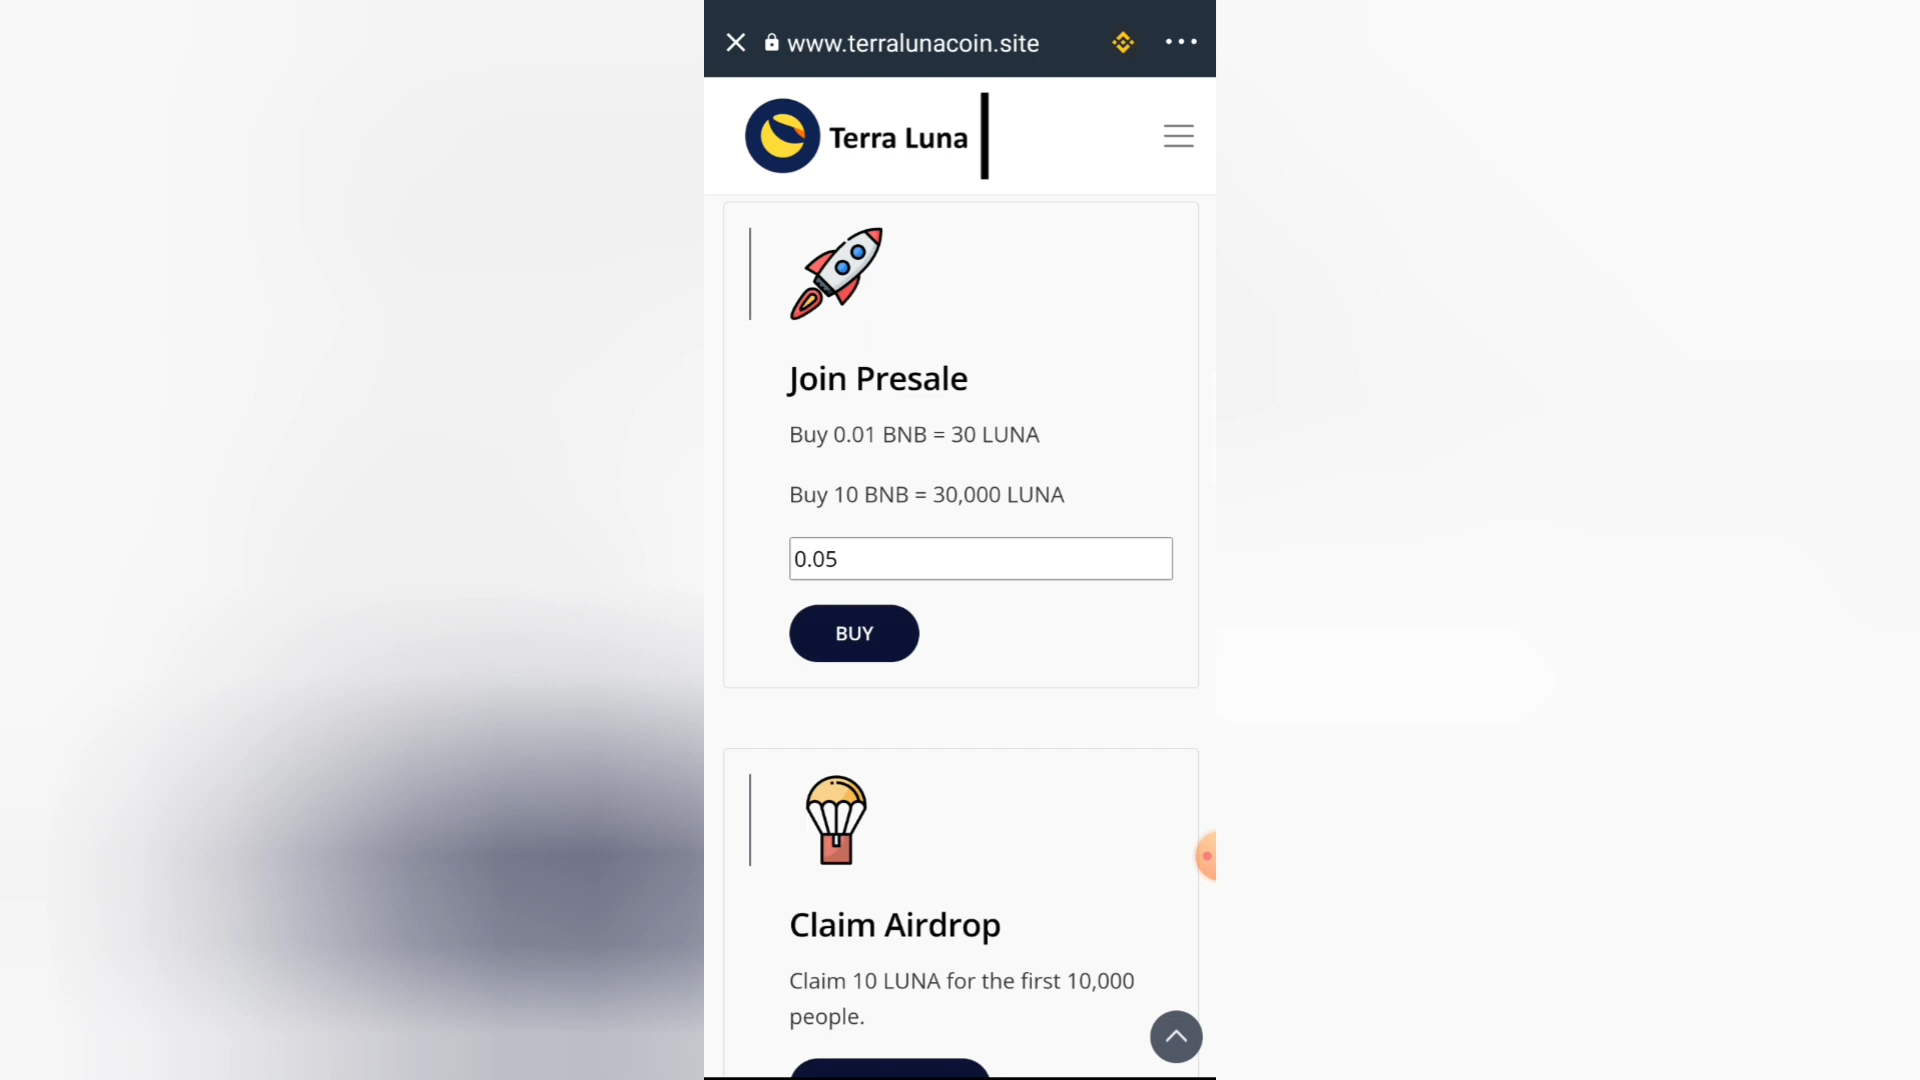 www.terralunacoin.site
Terra Luna
Join Presale
Buy 0.01 BNB = 30 LUNA
Buy 10 BNB = 30,000 LUNA
0.05
BUY
Claim Airdrop
Claim 10 LUNA for the first 10,000
people.